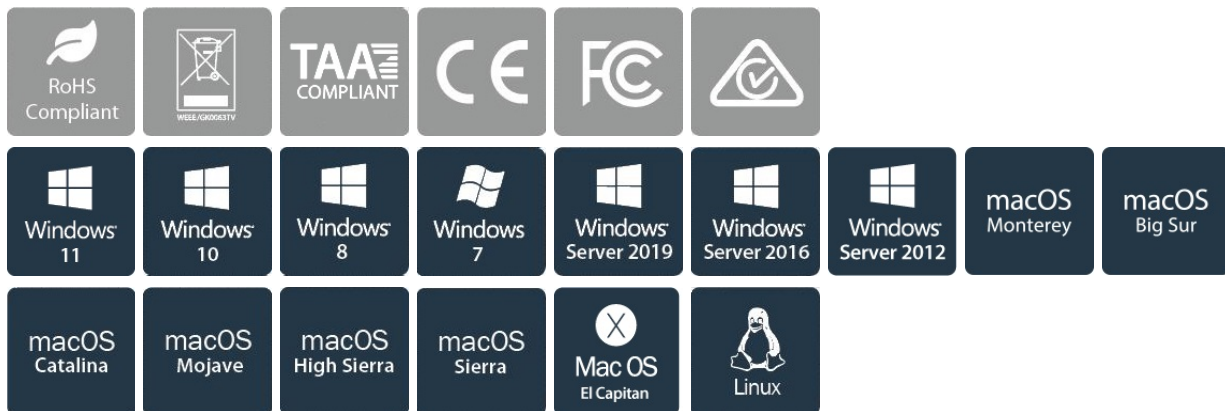 RoHS
Compliant
WEEE/GK0063TV
TAA
COMPLIANT
CE
FC
Windows
11
Windows
10
Windows
8
Windows
7
Windows
Server 2019
Windows
Server 2016
Windows
Server 2012
macOS
Monterey
macOS
Big Sur
macOS
Catalina
macOS
Mojave
macOS
High Sierra
macOS
Sierra
X
Mac OS
El Capitan
Linux